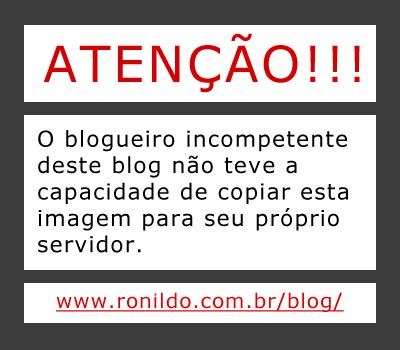 ATENÇÃO!!!
O blogueiro incompetente
deste blog não teve a
capacidade de copiar esta
imagem para seu próprio
servidor.
www.ronildo.com.br/blog/